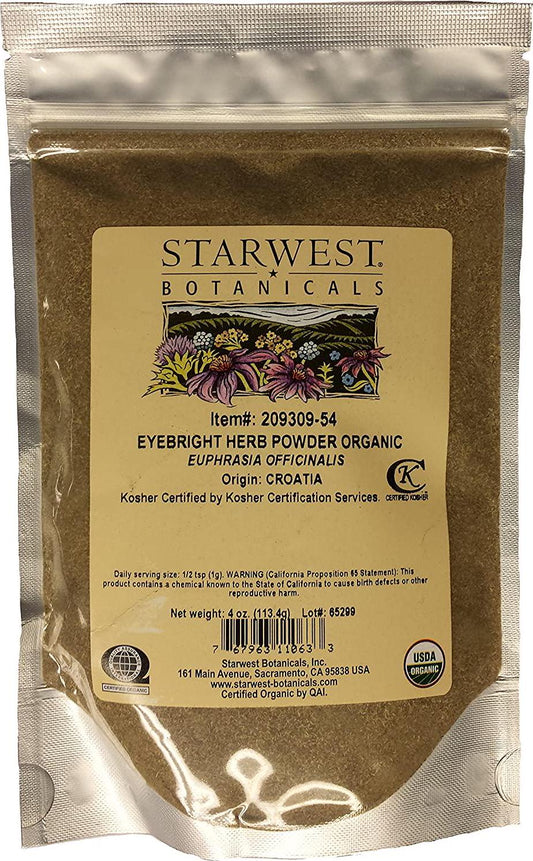 STARWEST®
BOTANICALS
Item#: 209309-54
EYEBRIGHT HERB POWDER ORGANIC
EUPHRASIA OFFICINALIS
Origin: CROATIA
Kosher Certified by Kosher Certification Services.
K
CERTIFIED KOSHER
Daily serving size: 1/2 tsp (1g). WARNING (California Proposition 65 Statement): This
product contains a chemical known to the State of California to cause birth defects or other
reproductive harm.
Net weight: 4 oz. (113.4g) Lot#: 65299
7 67963 11063 3
Starwest Botanicals, Inc.
161 Main Avenue, Sacramento, CA 95838 USA
www.starwest-botanicals.com
Certified Organic by QAI.
CERTIFIED ORGANIC
USDA
ORGANIC